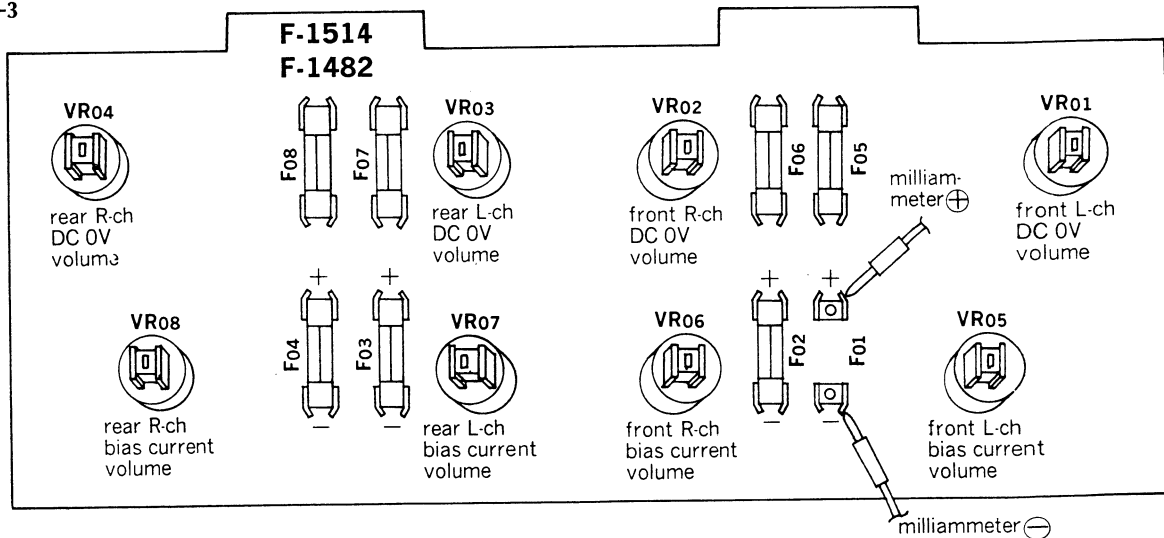 -3
F-1514
F-1482
VR04
rear R-ch
DC 0V
volume
F08
F07
VR03
rear L-ch
DC 0V
volume
VR02
front R-ch
DC 0V
volume
F06
F05
milliam-
meter ⊕
VR01
front L-ch
DC 0V
volume
VR08
rear R-ch
bias current
volume
+
+
F04
F03
−
−
VR07
rear L-ch
bias current
volume
VR06
front R-ch
bias current
volume
+
+
F02
F01
−
−
VR05
front L-ch
bias current
volume
milliammeter ⊖